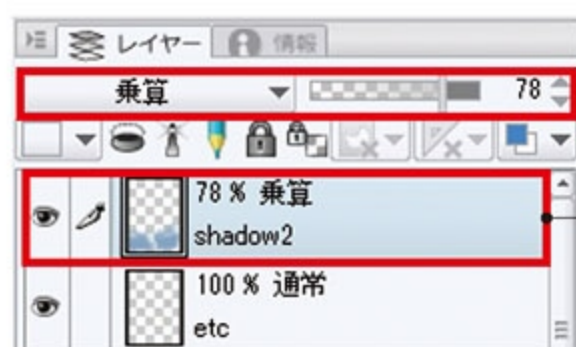 レイヤー 情報
乗算 78
78 % 乗算
shadow2
100 % 通常
etc